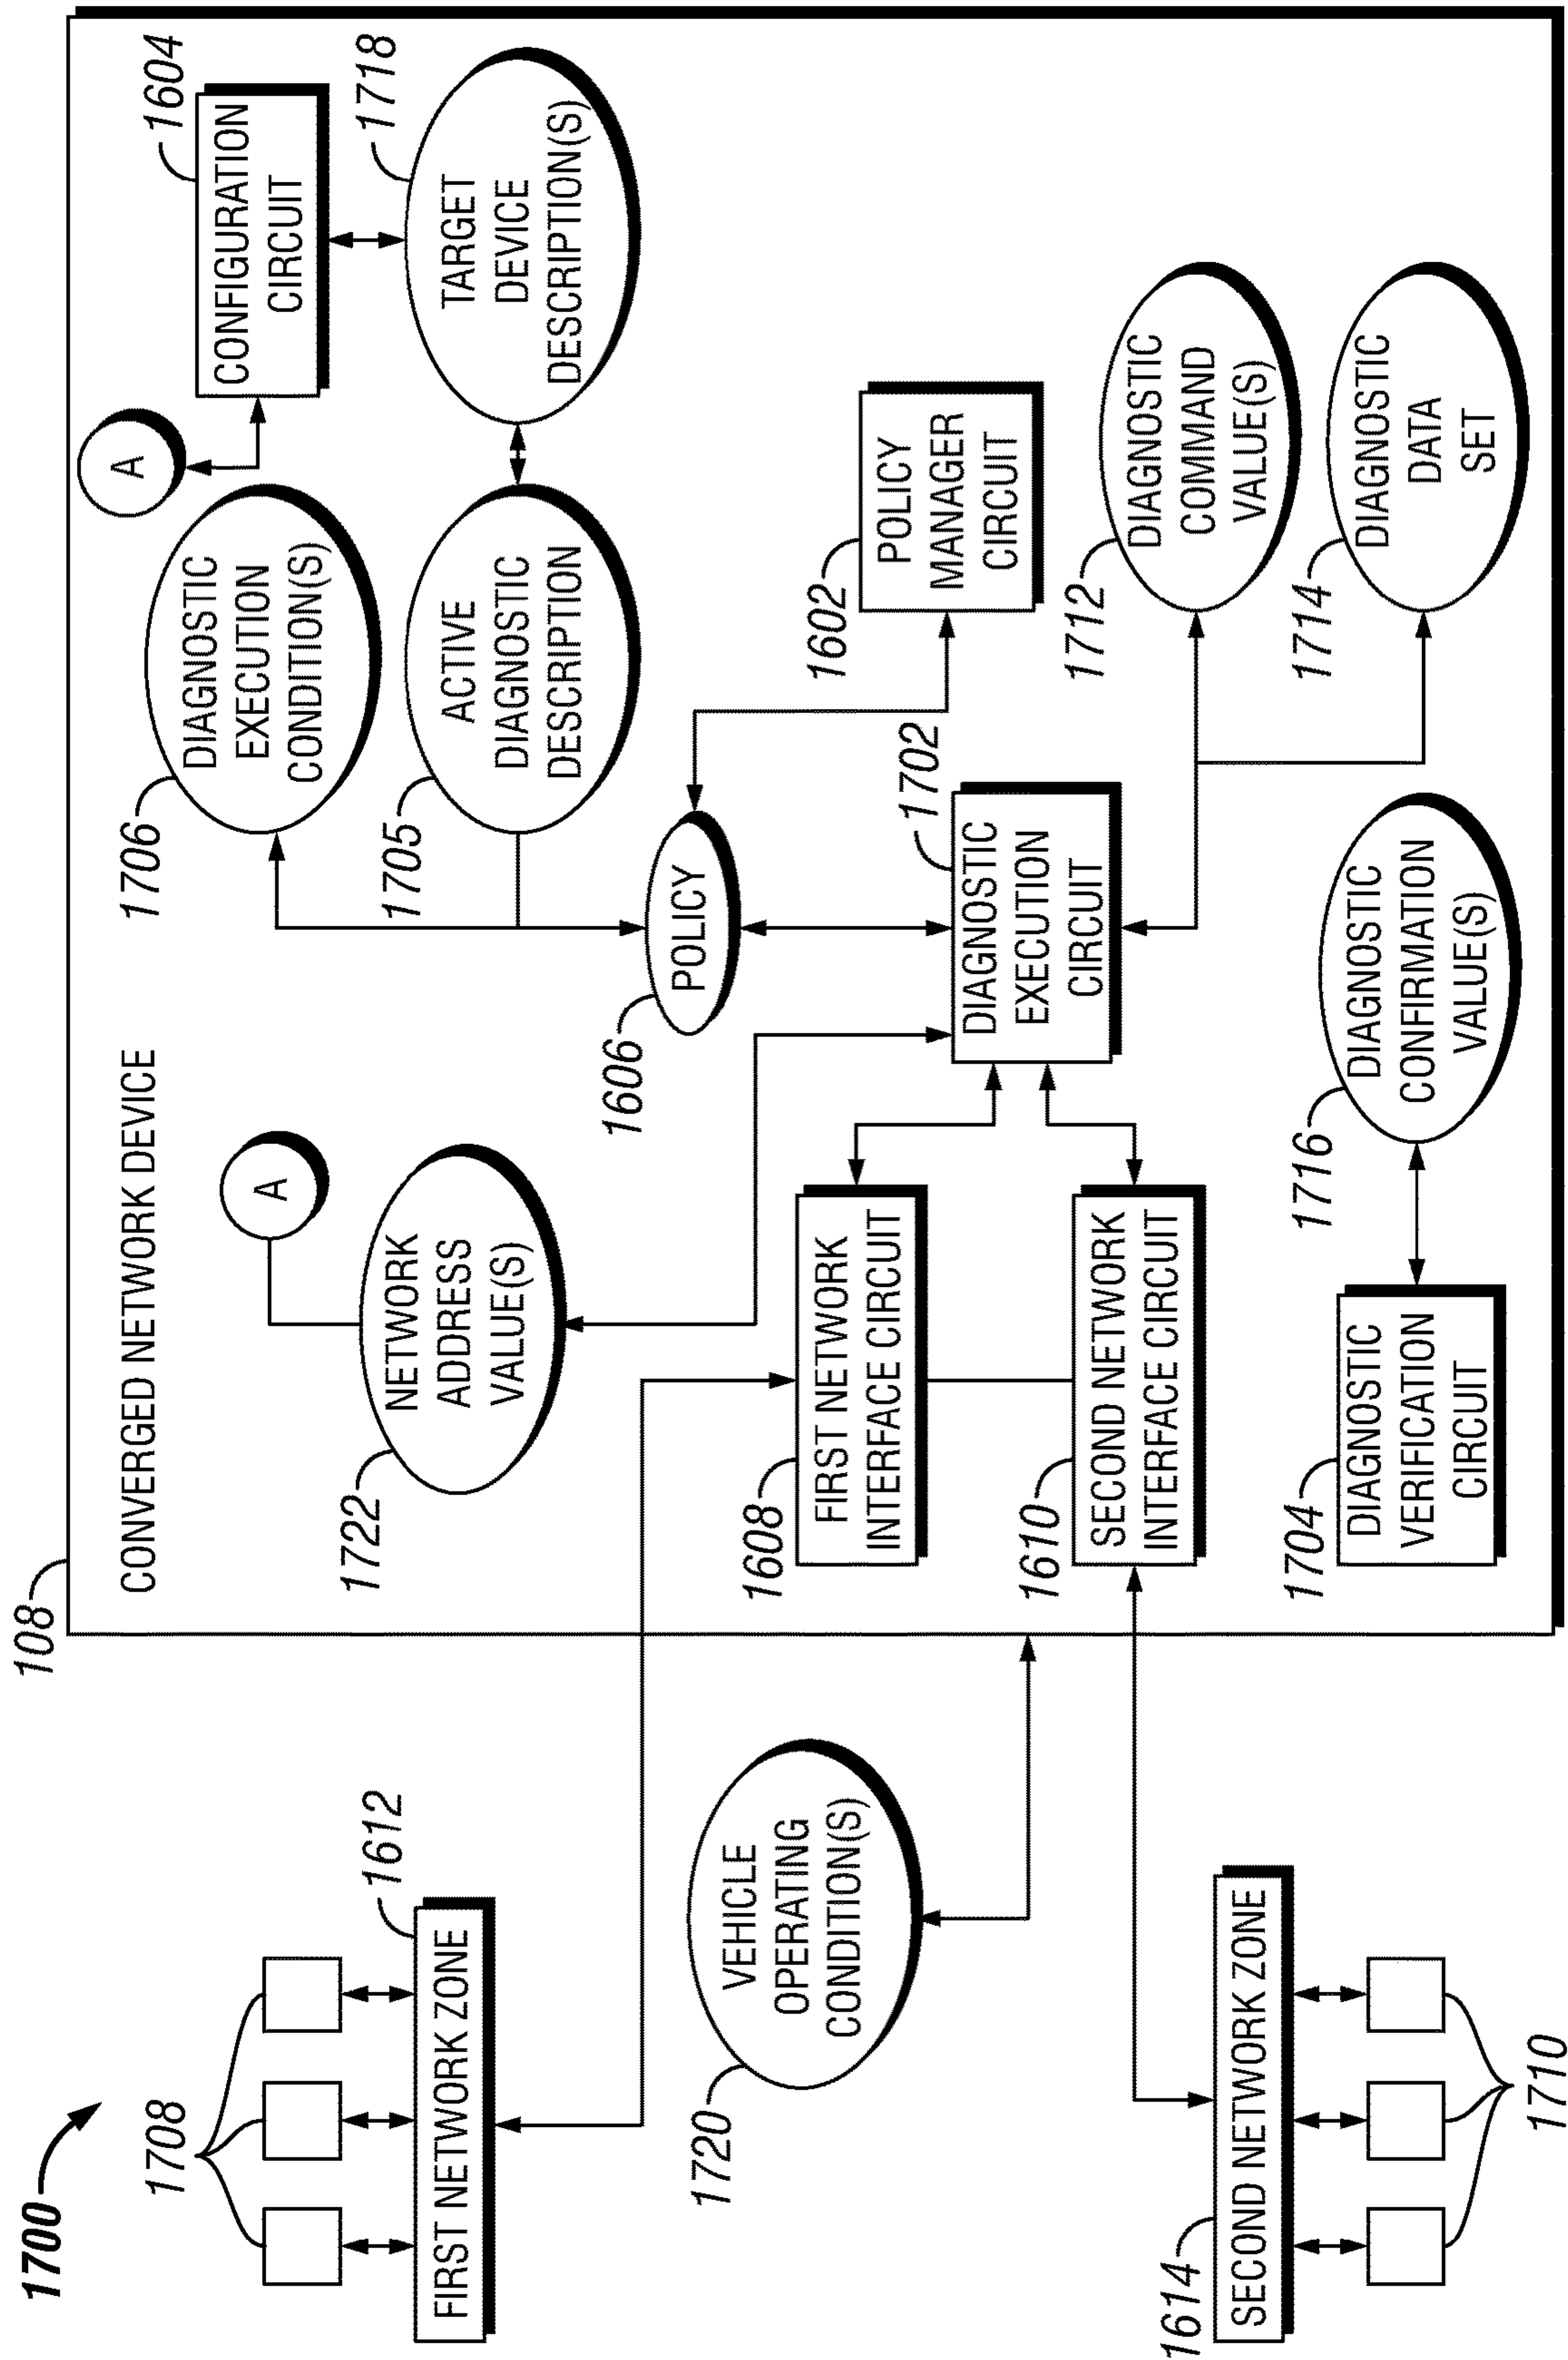 1700
1708
1612
FIRST NETWORK ZONE
1720
VEHICLE
OPERATING
CONDITION(S)
1614
SECOND NETWORK ZONE
1710
108
CONVERGED NETWORK DEVICE
1722
NETWORK
ADDRESS
VALUE(S)
A
1608
FIRST NETWORK
INTERFACE CIRCUIT
1610
SECOND NETWORK
INTERFACE CIRCUIT
1704
DIAGNOSTIC
VERIFICATION
CIRCUIT
1716
DIAGNOSTIC
CONFIRMATION
VALUE(S)
1606
POLICY
1702
DIAGNOSTIC
EXECUTION
CIRCUIT
1706
DIAGNOSTIC
EXECUTION
CONDITION(S)
1705
ACTIVE
DIAGNOSTIC
DESCRIPTION
A
1604
CONFIGURATION
CIRCUIT
1718
TARGET
DEVICE
DESCRIPTION(S)
1602
POLICY
MANAGER
CIRCUIT
1712
DIAGNOSTIC
COMMAND
VALUE(S)
1714
DIAGNOSTIC
DATA
SET